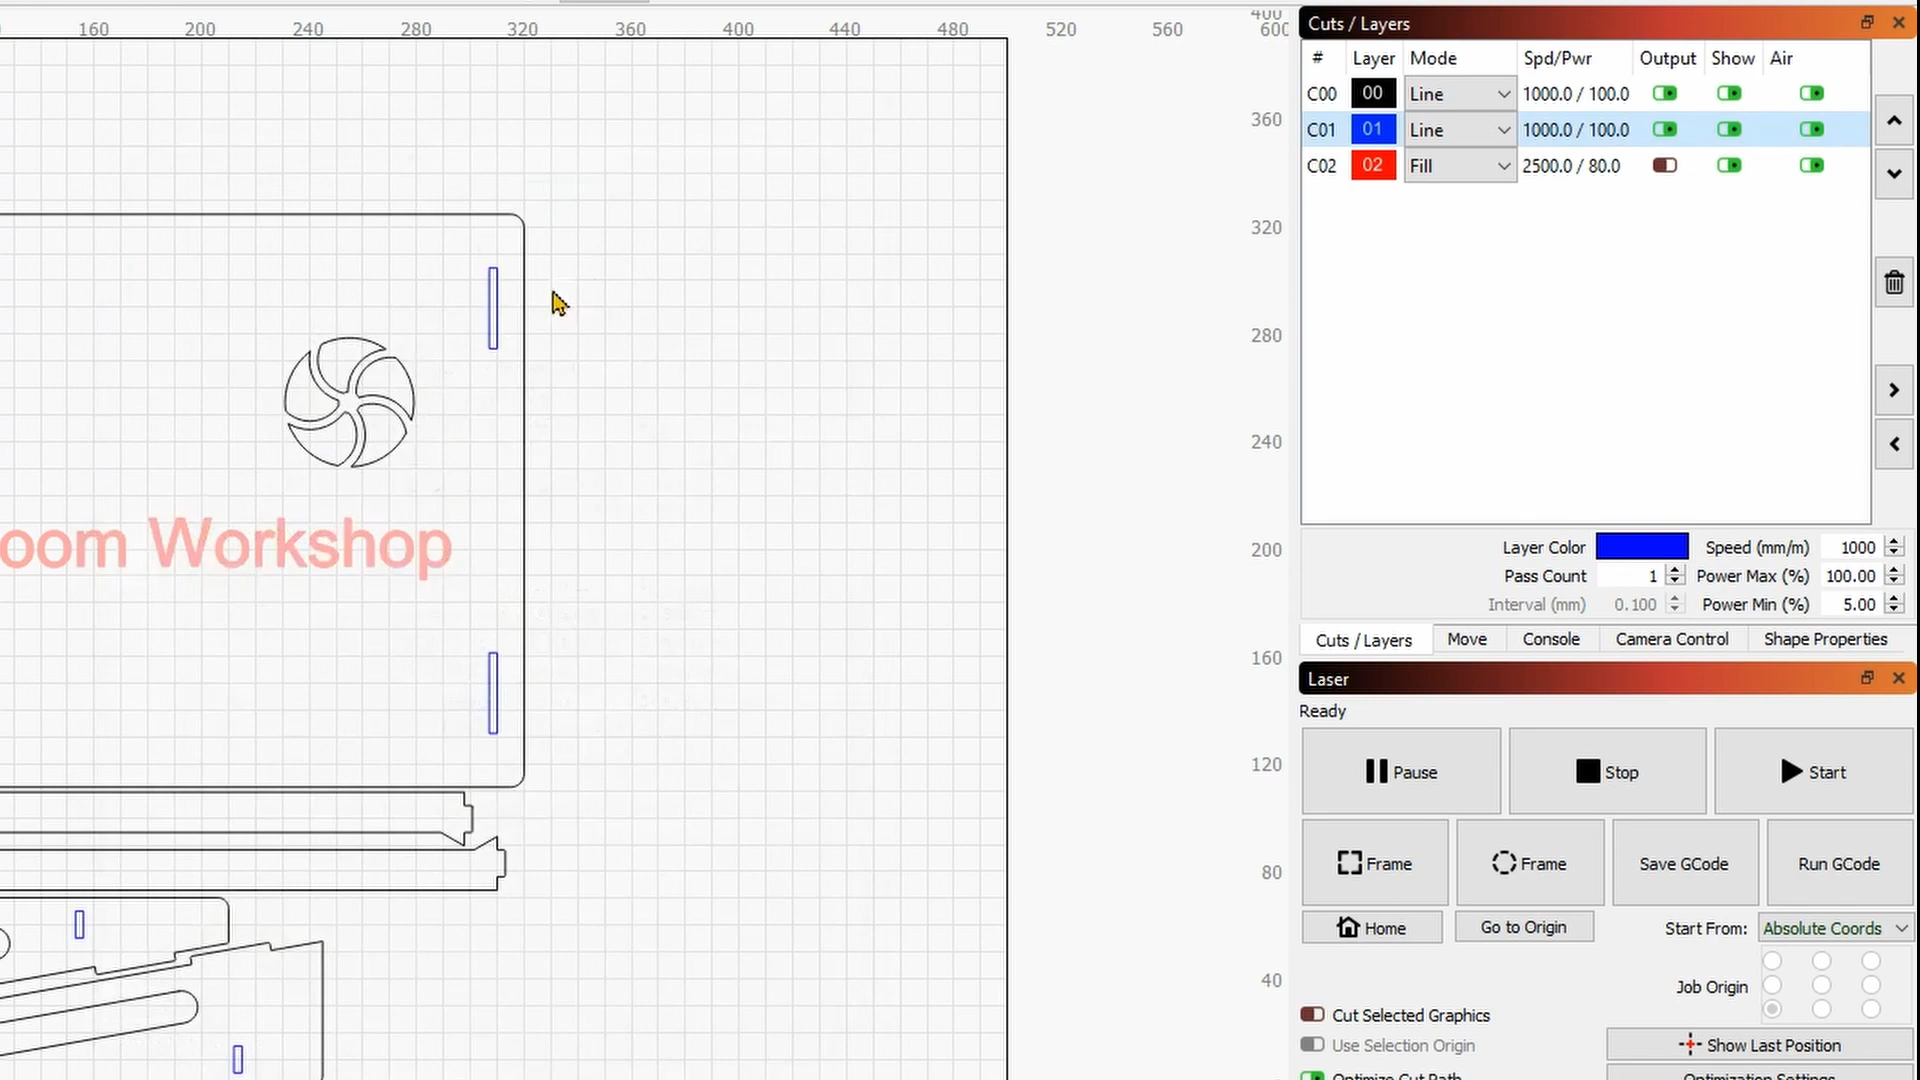 160 200 240 280 320 360 400 440 480 520 560 600
400
360
320
280
240
200
160
120
80
40
oom Workshop
Cuts / Layers
# Layer Mode Spd/Pwr Output Show Air
C00 00 Line 1000.0 / 100.0
C01 01 Line 1000.0 / 100.0
C02 02 Fill 2500.0 / 80.0
Layer Color Speed (mm/m) 1000
Pass Count 1 Power Max (%) 100.00
Interval (mm) 0.100 Power Min (%) 5.00
Cuts / Layers Move Console Camera Control Shape Properties
Laser
Ready
Pause Stop Start
Frame Frame Save GCode Run GCode
Home Go to Origin Start From: Absolute Coords
Job Origin
Cut Selected Graphics
Use Selection Origin Show Last Position
Optimize Cut Path Optimization Settings